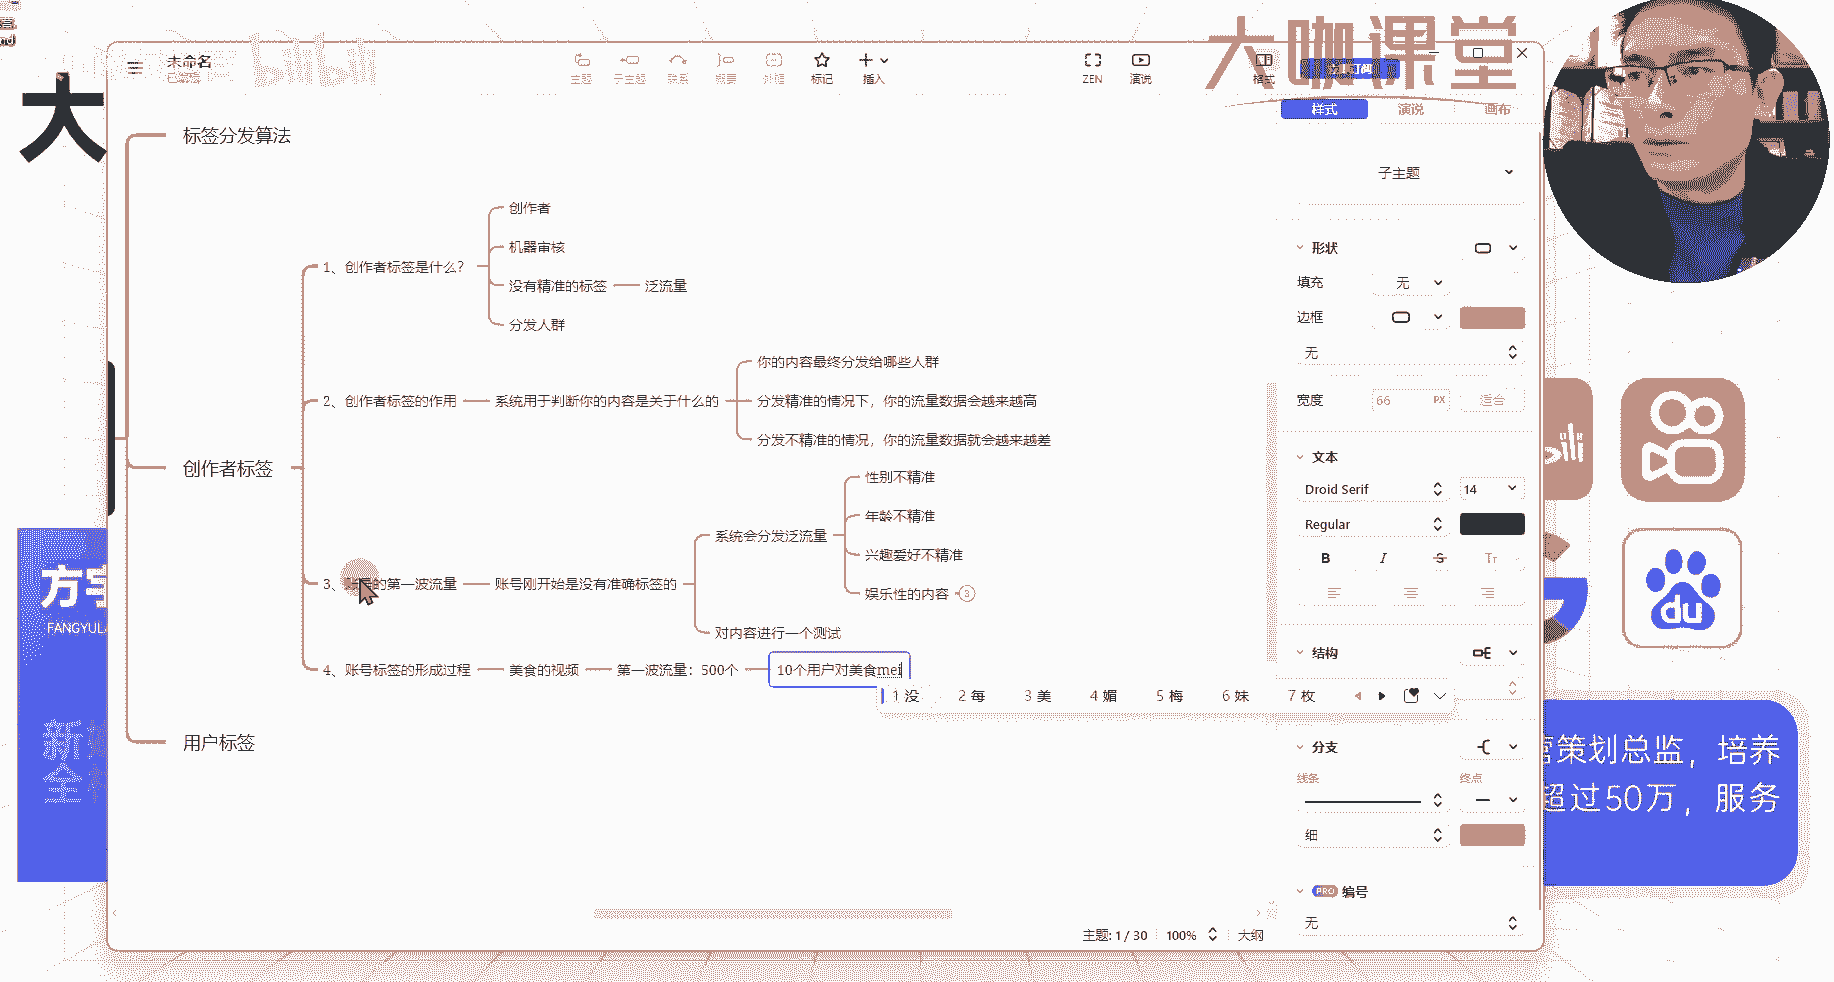 未命名
bilibili
主题
子主题
联系
概要
外框
标记
插入
ZEN
演说
格式
大咖课堂
大
样式
演说
画布
标签分发算法
创作者标签
用户标签
1、创作者标签是什么？
创作者
机器审核
没有精准的标签
泛流量
分发人群
2、创作者标签的作用
系统用于判断你的内容是关于什么的
你的内容最终分发给哪些人群
分发精准的情况下，你的流量数据会越来越高
分发不精准的情况，你的流量数据就会越来越差
3、
的第一波流量
账号刚开始是没有准确标签的
系统会分发泛流量
性别不精准
年龄不精准
兴趣爱好不精准
娱乐性的内容
3
对内容进行一个测试
4、账号标签的形成过程
美食的视频
第一波流量：500个
10个用户对美食mei
1 没 2 每 3 美 4 媚 5 梅 6 妹 7 枚
子主题
形状
填充
无
边框
无
宽度
66
PX
适合
文本
Droid Serif
14
Regular
B I S Tт
结构
分支
线条
终点
细
PRO 编号
无
主题: 1 / 30
100%
大纲
FANGYUL
du
策划总监，培养
超过50万，服务